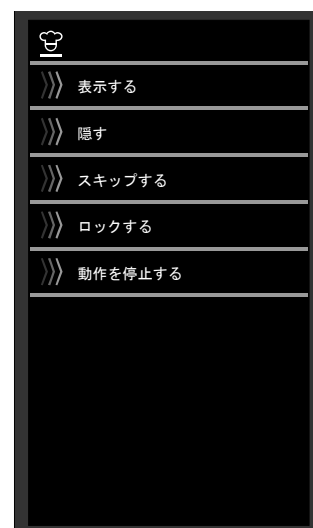 表示する
隠す
スキップする
ロックする
動作を停止する